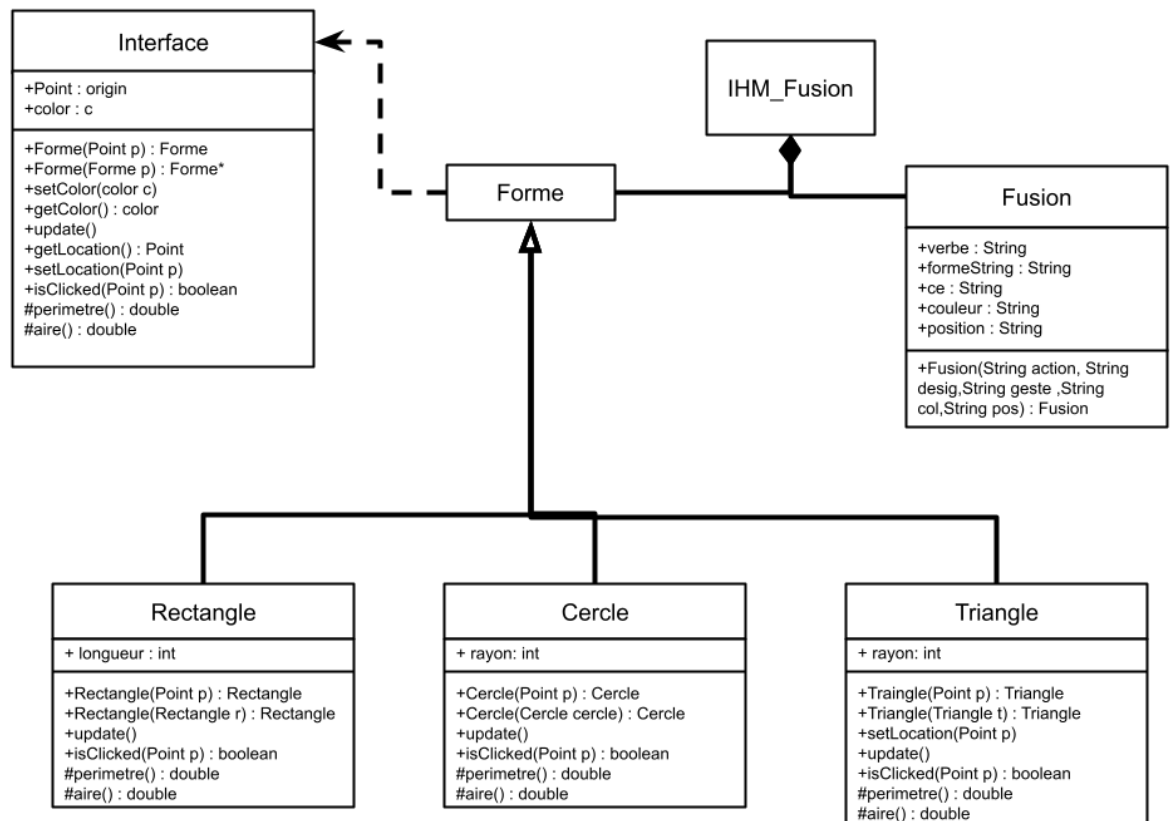 Interface
+Point : origin
+color : c
+Forme(Point p) : Forme
+Forme(Forme p) : Forme*
+setColor(color c)
+getColor() : color
+update()
+getLocation() : Point
+setLocation(Point p)
+isClicked(Point p) : boolean
#perimetre() : double
#aire() : double
IHM_Fusion
Forme
Fusion
+verbe : String
+formeString : String
+ce : String
+couleur : String
+position : String
+Fusion(String action, String
desig,String geste ,String
col,String pos) : Fusion
Rectangle
+ longueur : int
+Rectangle(Point p) : Rectangle
+Rectangle(Rectangle r) : Rectangle
+update()
+isClicked(Point p) : boolean
#perimetre() : double
#aire() : double
Cercle
+ rayon: int
+Cercle(Point p) : Cercle
+Cercle(Cercle cercle) : Cercle
+update()
+isClicked(Point p) : boolean
#perimetre() : double
#aire() : double
Triangle
+ rayon: int
+Traingle(Point p) : Triangle
+Triangle(Triangle t) : Triangle
+setLocation(Point p)
+update()
+isClicked(Point p) : boolean
#perimetre() : double
#aire() : double